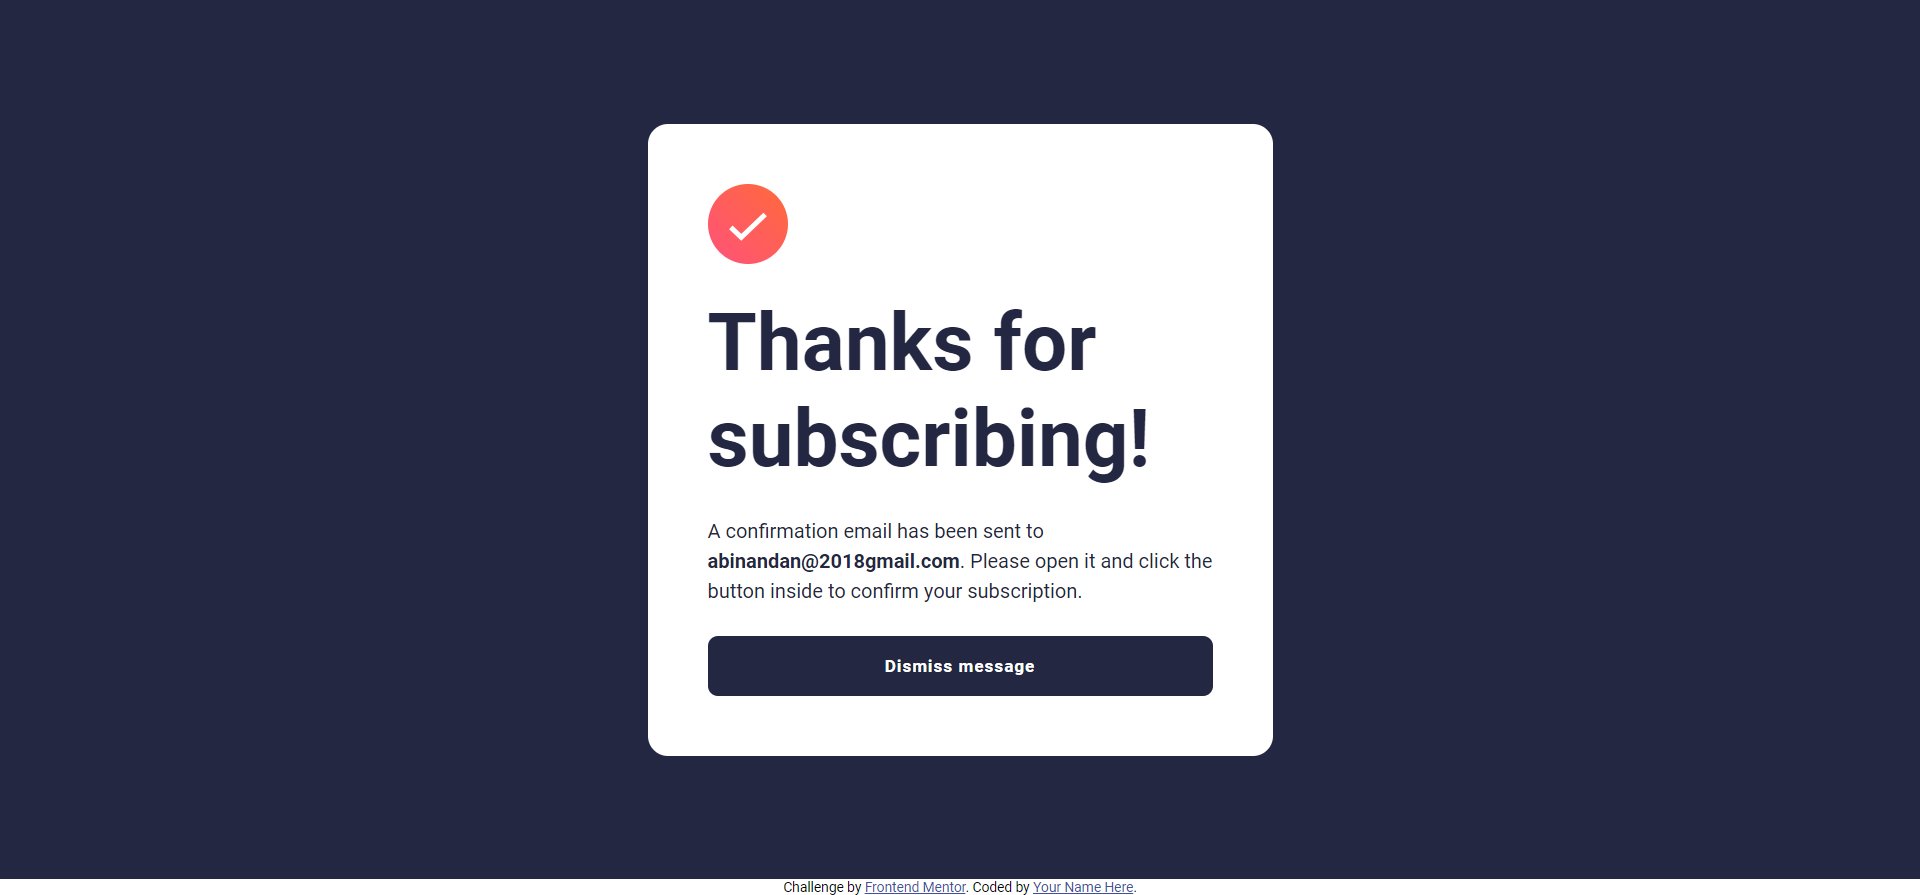 Thanks for
subscribing!
A confirmation email has been sent to
abinandan@2018gmail.com. Please open it and click the
button inside to confirm your subscription.
Dismiss message
Challenge by Frontend Mentor. Coded by Your Name Here.